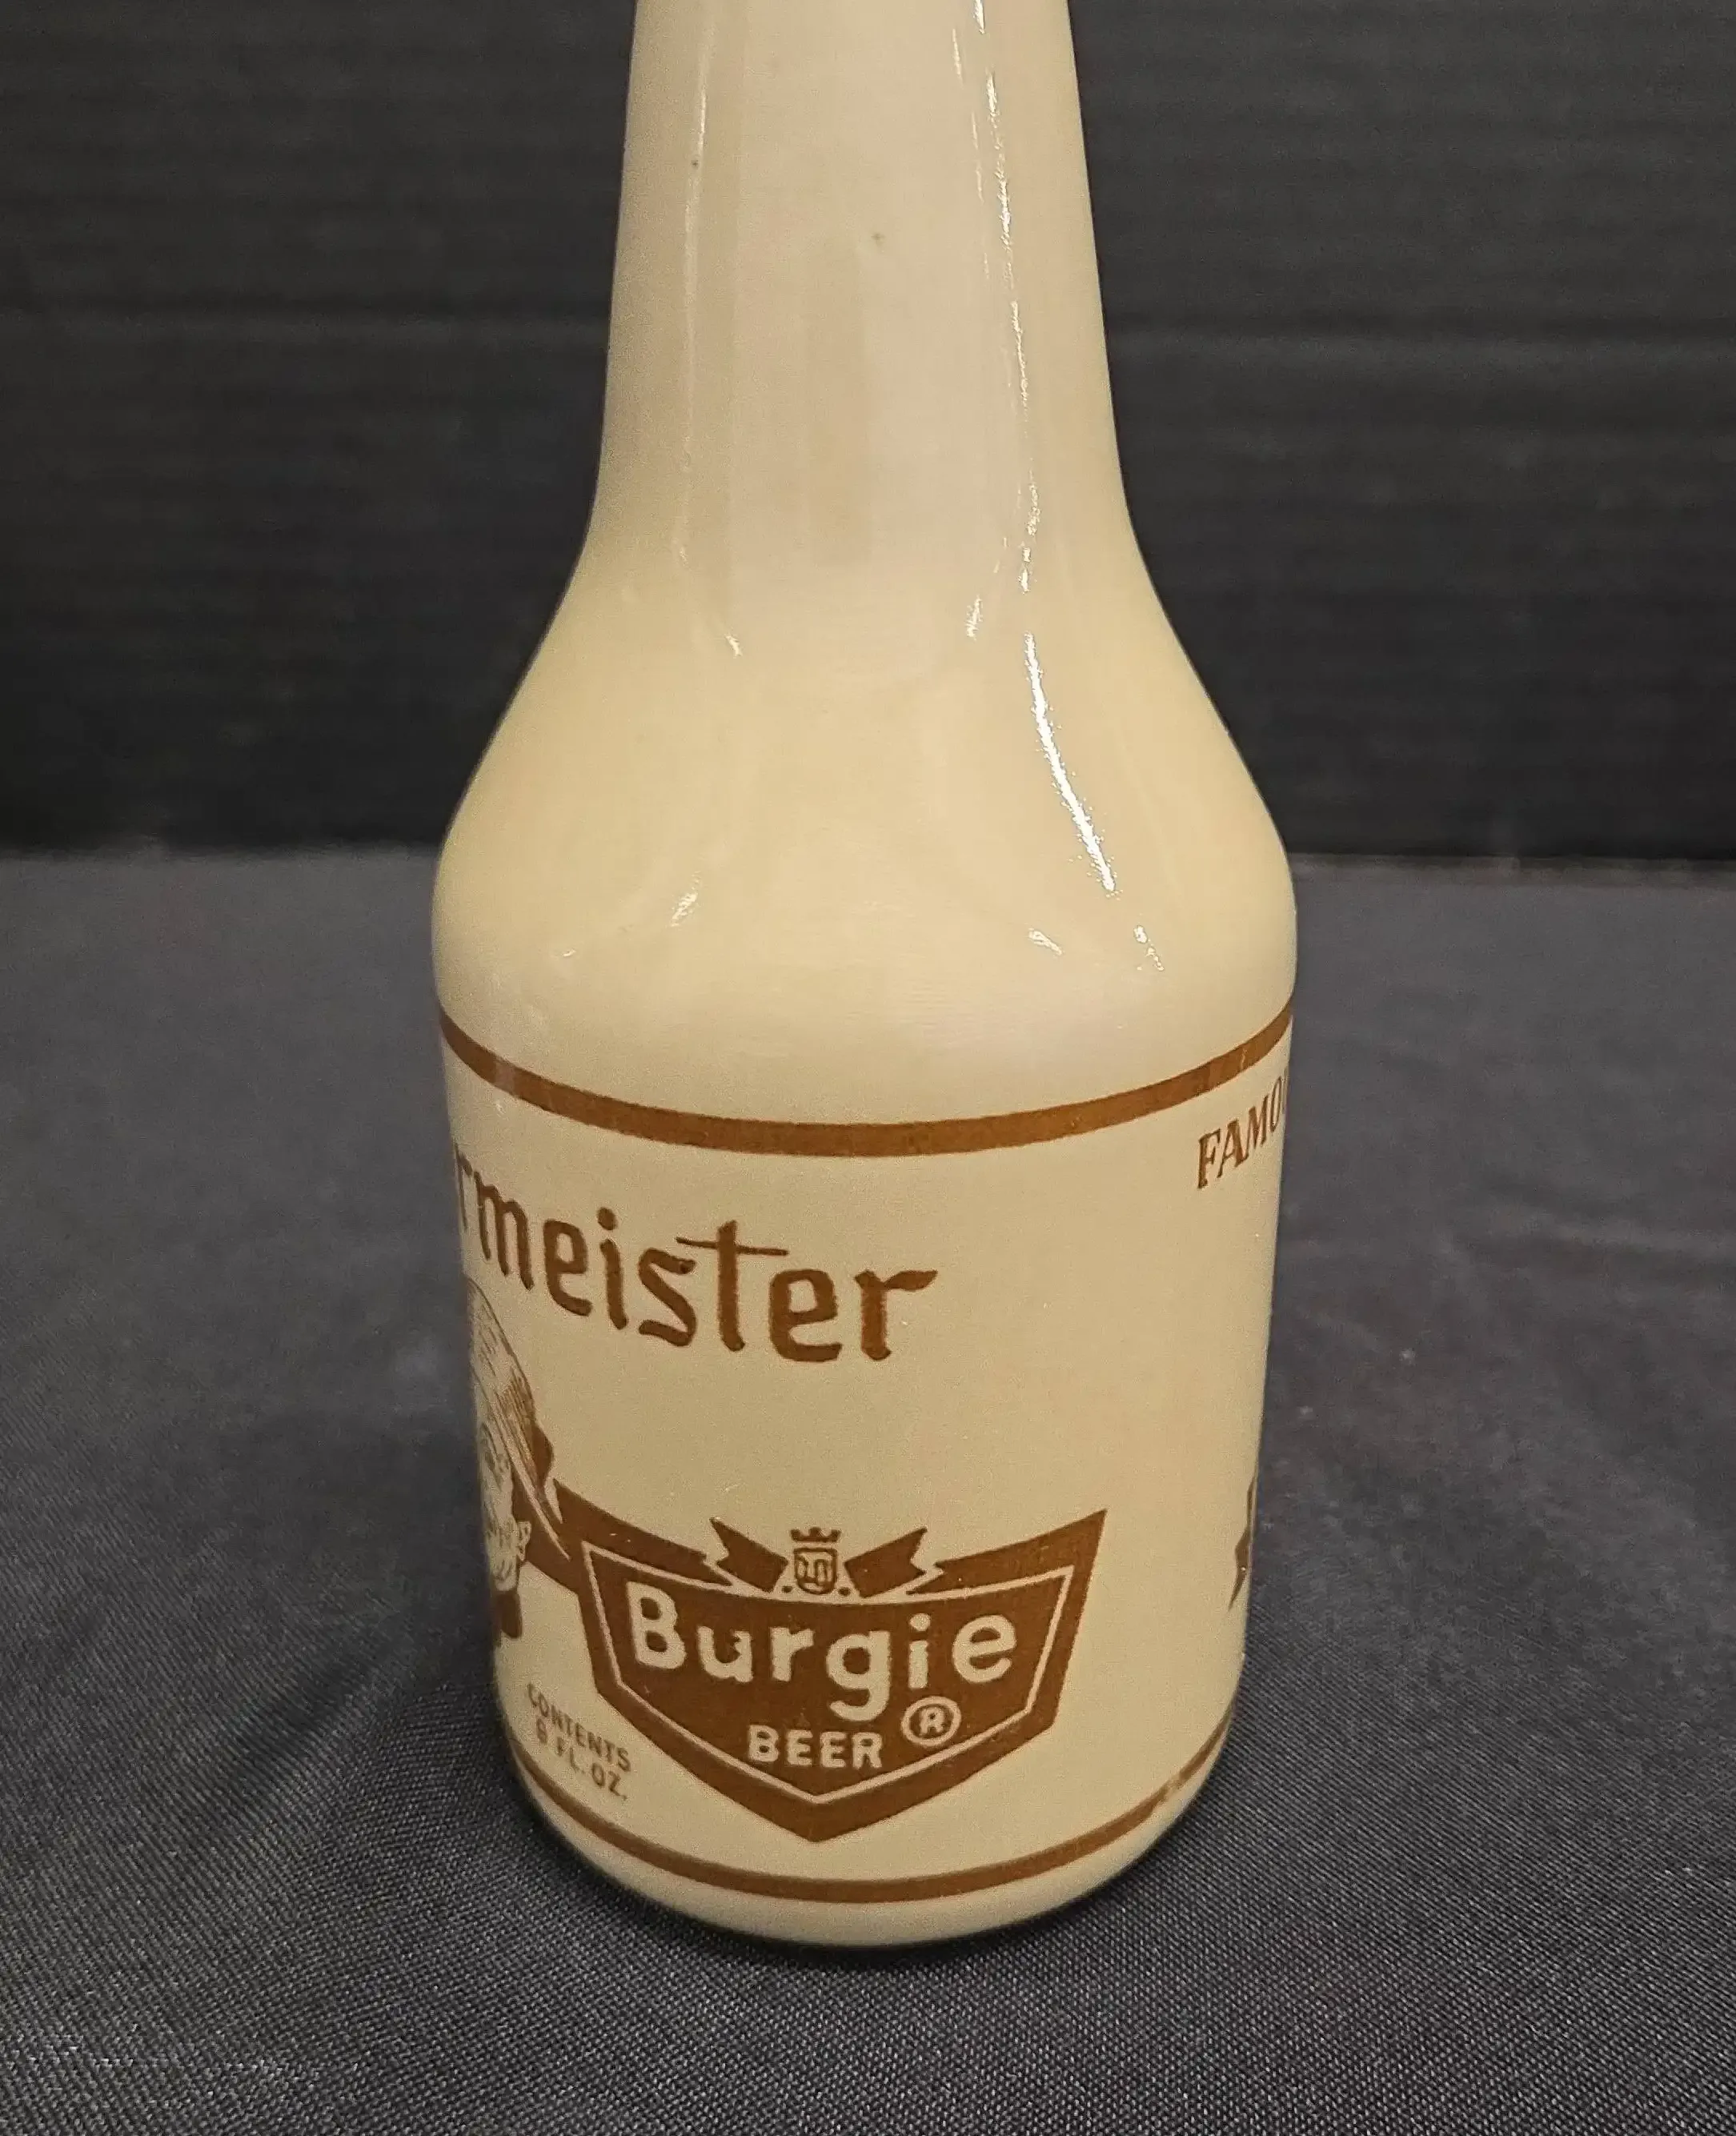 rmeister
FAMO
Burgie
BEER ®
CONTENTS
8 FL. OZ.